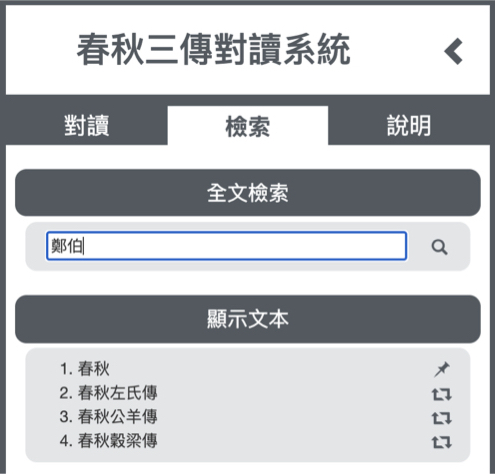 春秋三傳對讀系統
對讀 檢索 說明
全文檢索
鄭伯
顯示文本
1. 春秋
2. 春秋左氏傳
3. 春秋公羊傳
4. 春秋穀梁傳